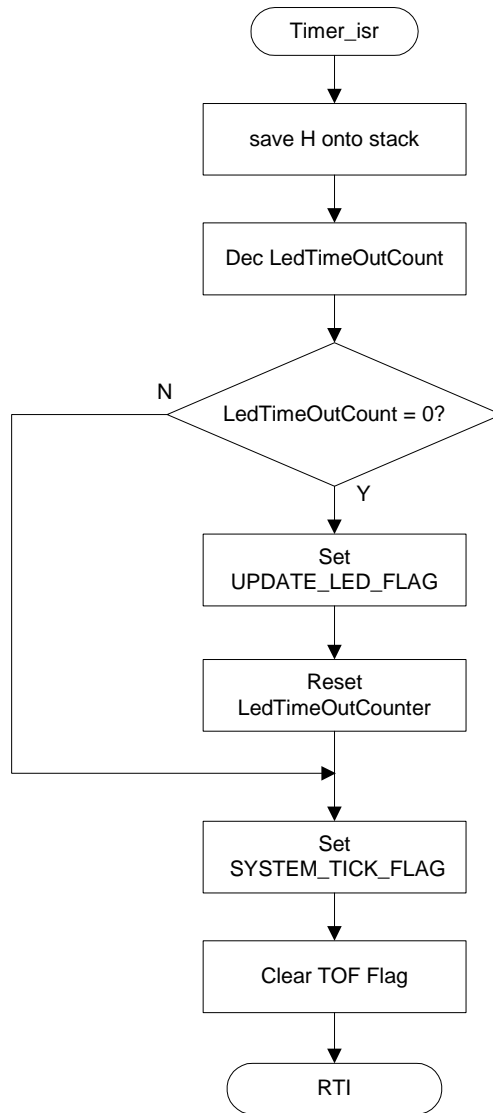 Timer_isr
save H onto stack
Dec LedTimeOutCount
N
LedTimeOutCount = 0?
Y
Set
UPDATE_LED_FLAG
Reset
LedTimeOutCounter
Set
SYSTEM_TICK_FLAG
Clear TOF Flag
RTI